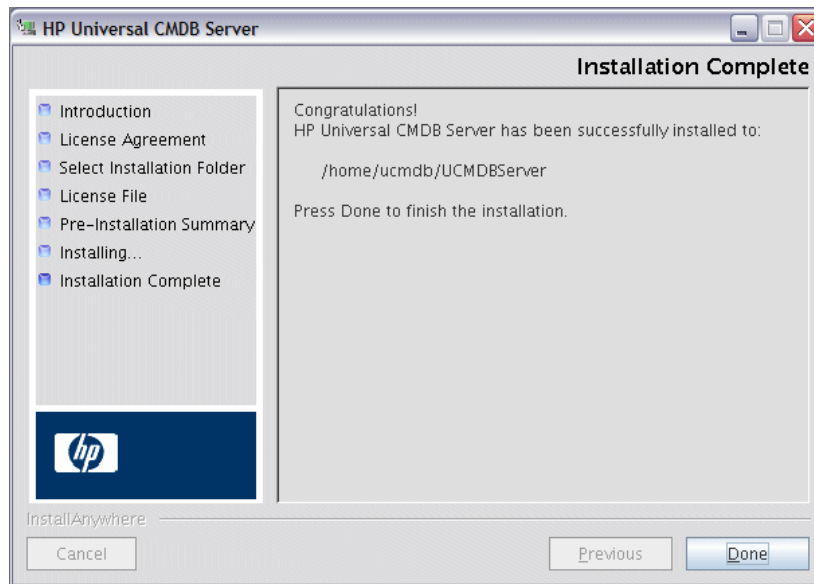 HP Universal CMDB Server
Installation Complete
Introduction
License Agreement
Select Installation Folder
License File
Pre-Installation Summary
Installing...
Installation Complete
Congratulations!
HP Universal CMDB Server has been successfully installed to:
/home/ucmdb/UCMDBServer
Press Done to finish the installation.
hp
InstallAnywhere
Cancel
Previous
Done